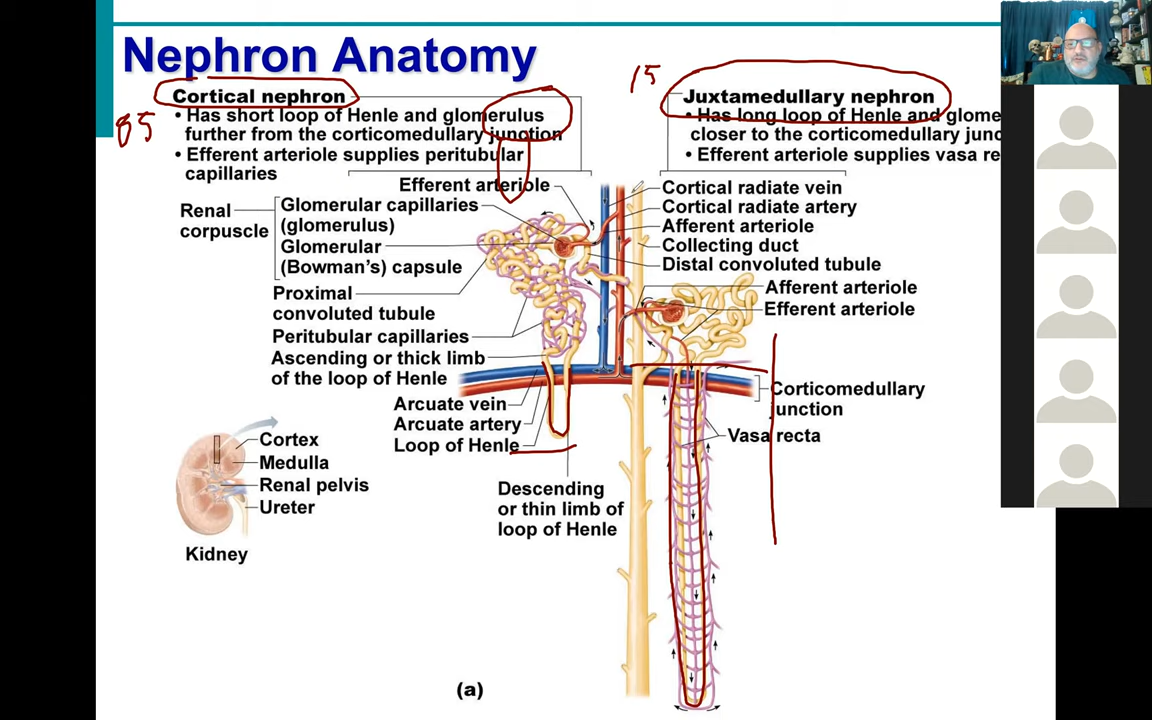 Nephron Anatomy
Cortical nephron
• Has short loop of Henle and glomerulus
further from the corticomedullary junction
• Efferent arteriole supplies peritubular
capillaries
85
15
Juxtamedullary nephron
• Has long loop of Henle and glome
closer to the corticomedullary junc
• Efferent arteriole supplies vasa re
Efferent arteriole
Renal
corpuscle
Glomerular capillaries
(glomerulus)
Glomerular
(Bowman's) capsule
Proximal
convoluted tubule
Peritubular capillaries
Ascending or thick limb
of the loop of Henle
Arcuate vein
Arcuate artery
Loop of Henle
Descending
or thin limb of
loop of Henle
Cortical radiate vein
Cortical radiate artery
Afferent arteriole
Collecting duct
Distal convoluted tubule
Afferent arteriole
Efferent arteriole
Corticomedullary
junction
Vasa recta
Cortex
Medulla
Renal pelvis
Ureter
Kidney
(a)